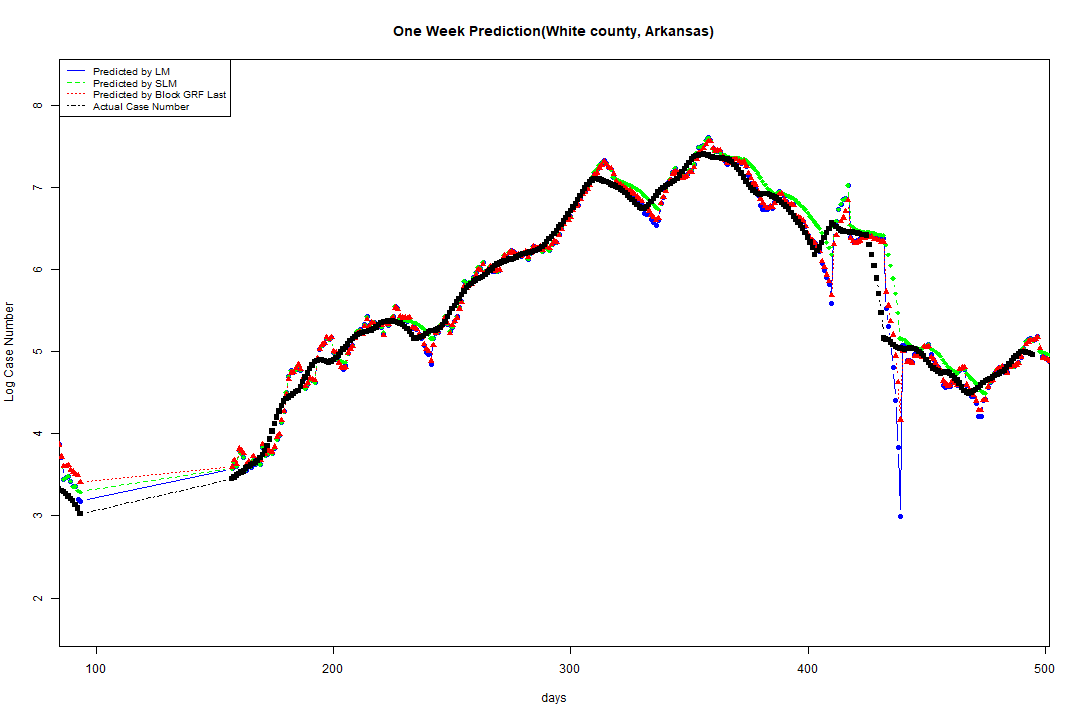 One Week Prediction(White county, Arkansas)
Predicted by LM
Predicted by SLM
Predicted by Block GRF Last
Actual Case Number
8
7
6
5
4
3
2
Log Case Number
100 200 300 400 500
days